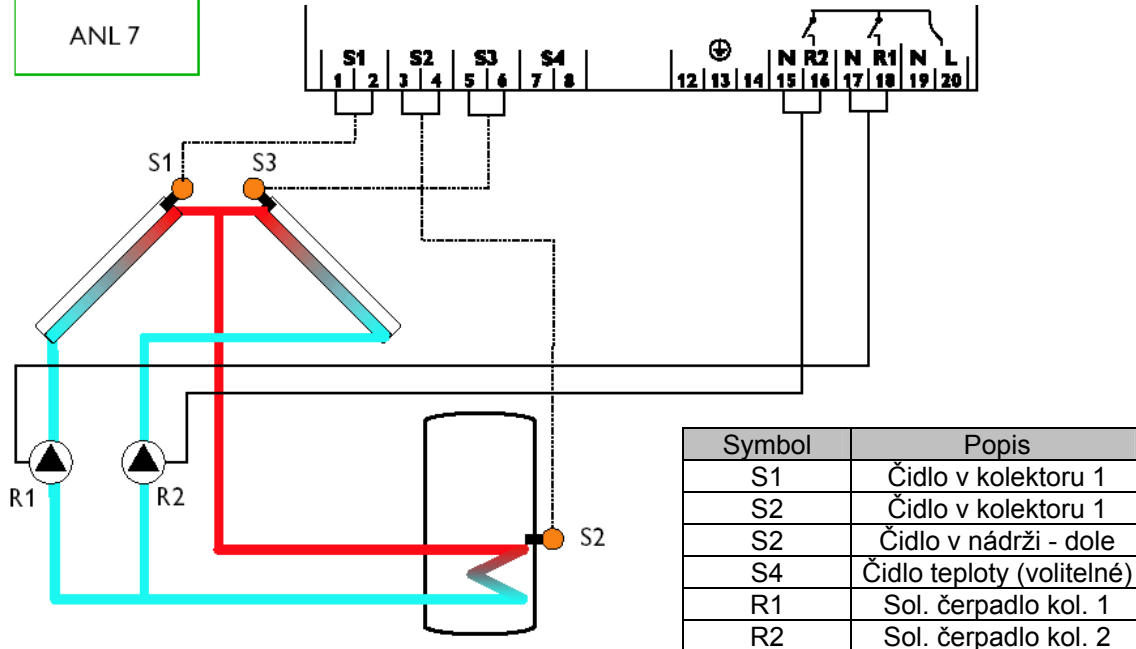 ANL 7
S1 S2 S3 S4 N R2 N R1 N L
1 2 3 4 5 6 7 8 12 13 14 15 16 17 18 19 20
S1 S3
R1 R2
S2
Symbol Popis
S1 Čidlo v kolektoru 1
S2 Čidlo v kolektoru 1
S2 Čidlo v nádrži - dole
S4 Čidlo teploty (volitelné)
R1 Sol. čerpadlo kol. 1
R2 Sol. čerpadlo kol. 2